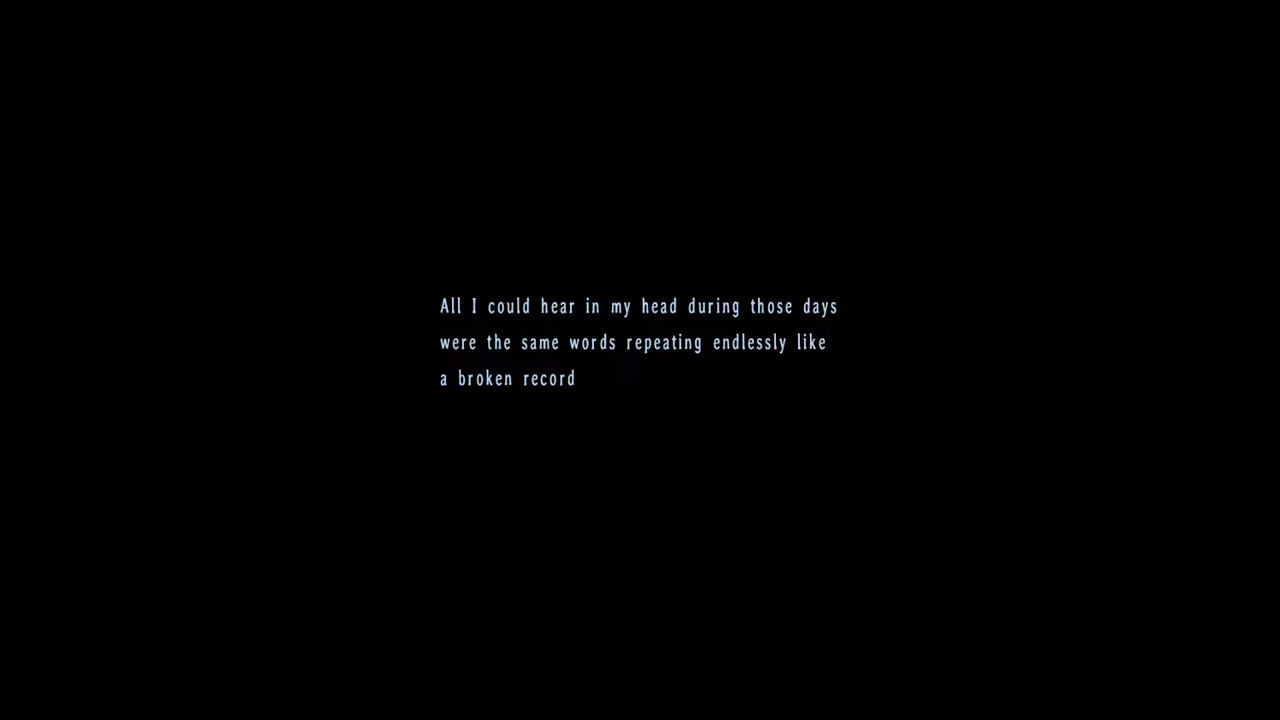 All I could hear in my head during those days
were the same words repeating endlessly like
a broken record